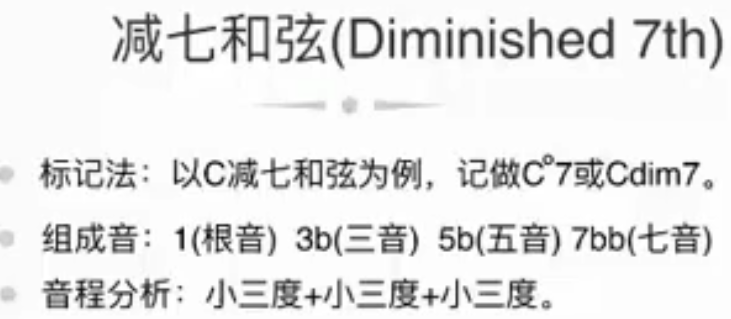 减七和弦(Diminished 7th)
标记法：以C减七和弦为例，记做C°7或Cdim7。
组成音：1(根音) 3b(三音) 5b(五音) 7bb(七音)
音程分析：小三度+小三度+小三度。